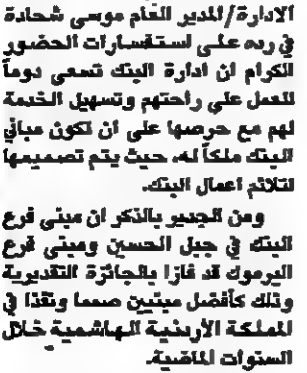 الادارة/المدير العام موسى شحادة
في رده على استفسارات الحضور
الكرام ان ادارة البنك تسعى دوماً
للعمل على راحتهم وتسهيل الخدمة
لهم مع حرصها على ان تكون مباني
البنك ملكاً له، حيث يتم تصميمها
لتلائم اعمال البنك.
ومن الجدير بالذكر ان مبنى فرع
البنك في جبل الحسين ومبنى فرع
اليرموك قد فازا بالجائزة التقديرية
وذلك كأفضل مبنيين صمما ونفذا في
المملكة الأردنية الهاشمية خلال
السنوات الماضية.